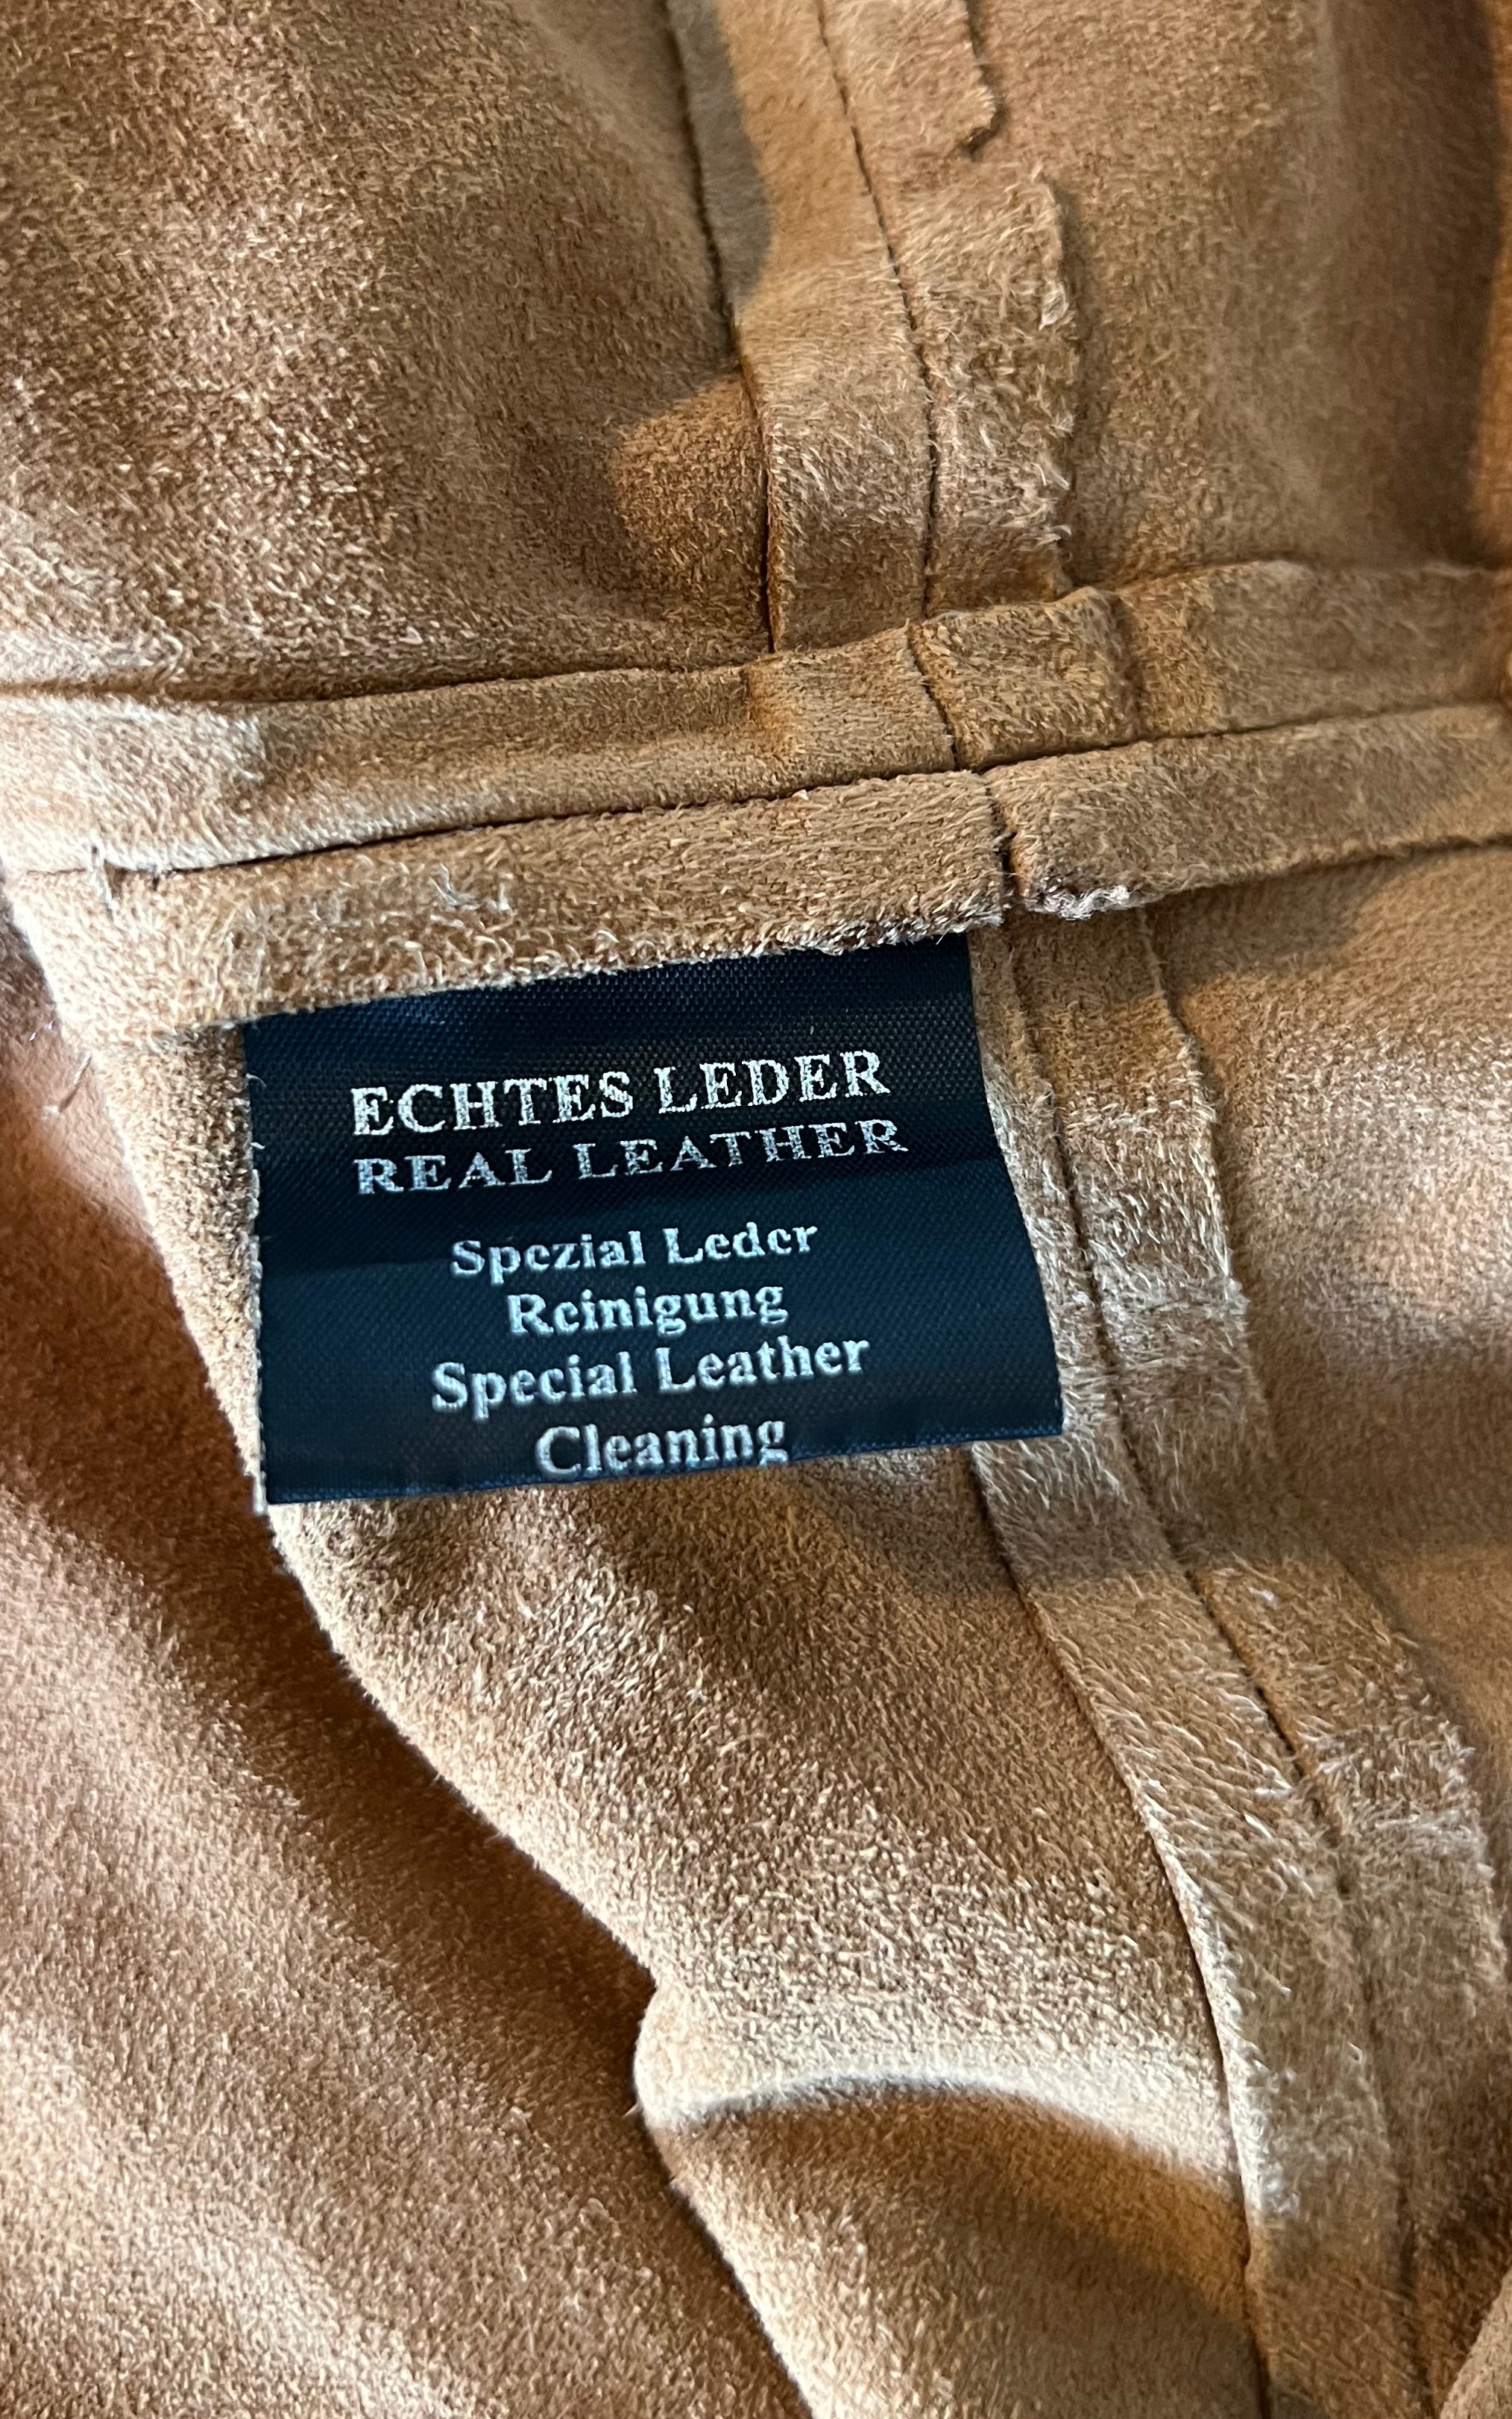 ECHTES LEDER
REAL LEATHER
Spezial Leder
Reinigung
Special Leather
Cleaning